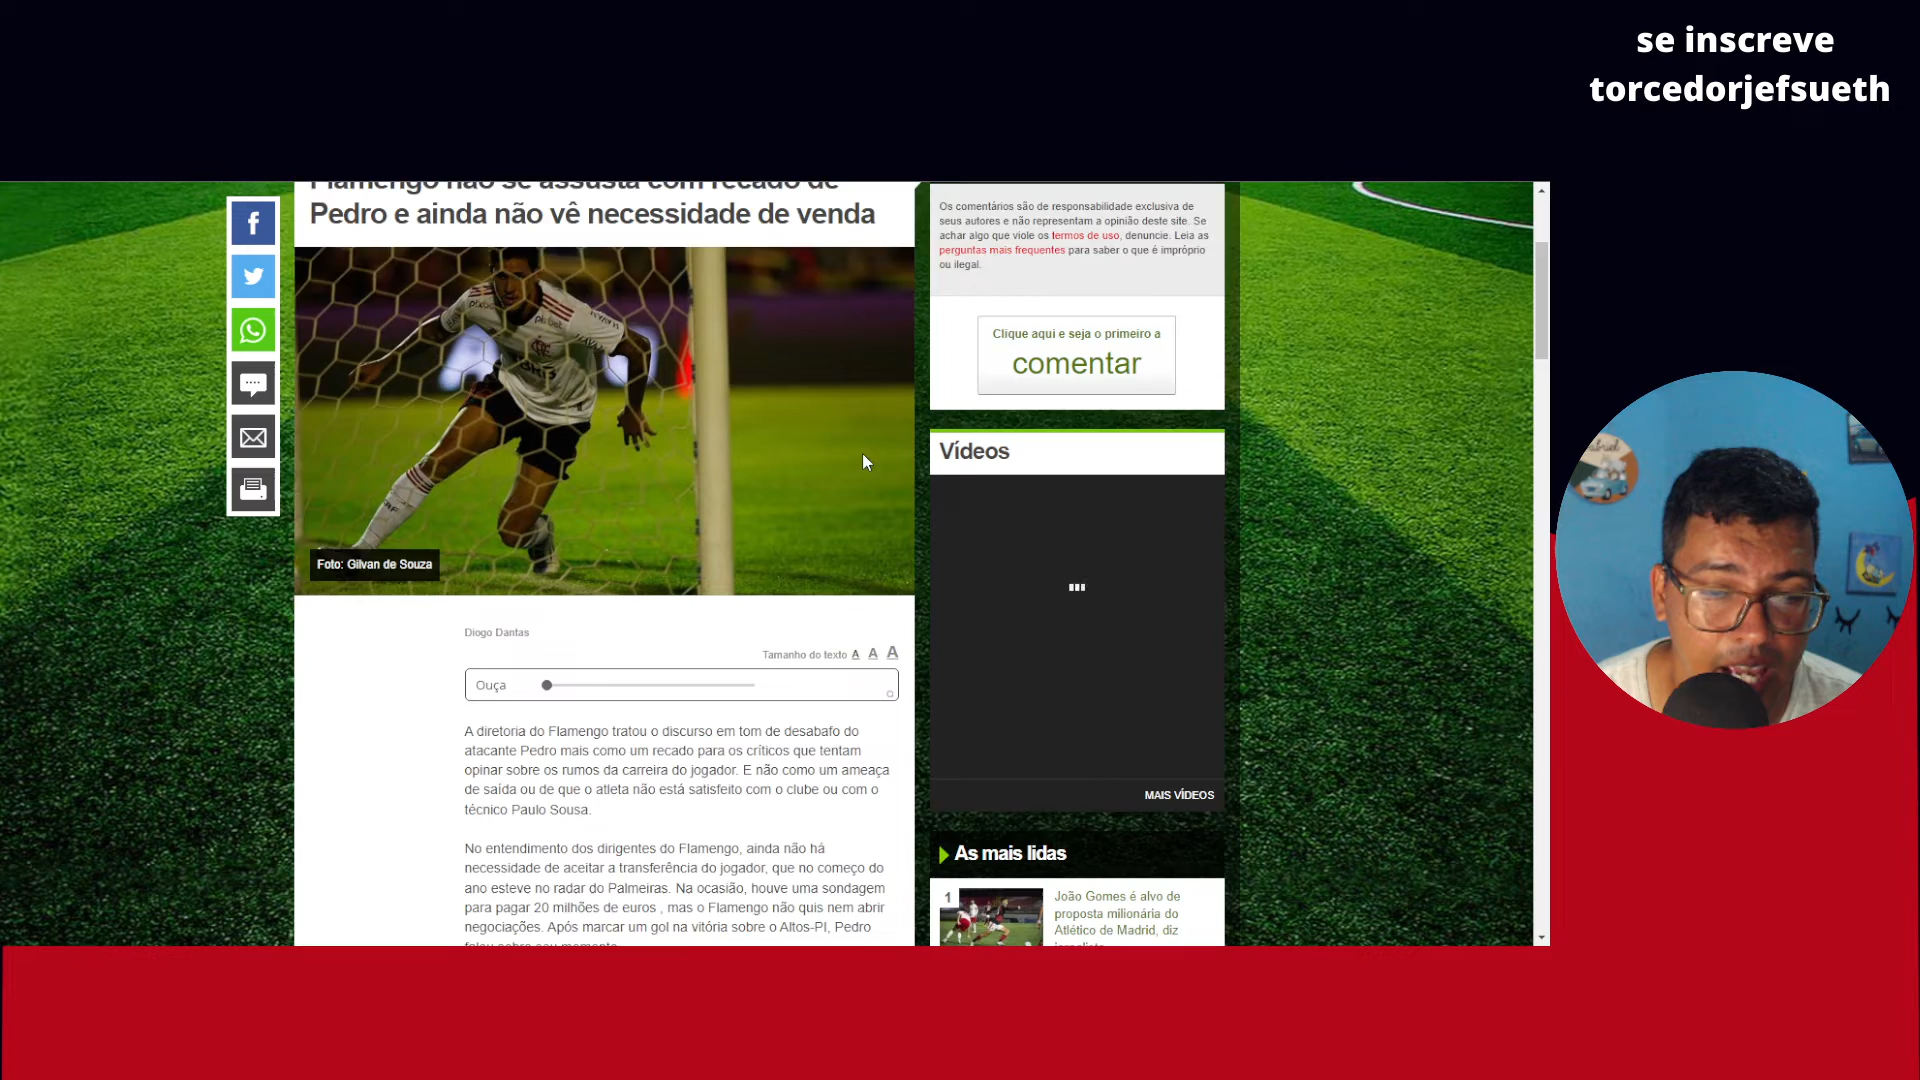 se inscreve
torcedorjefsueth
Flamengo não se assusta com recado de
Pedro e ainda não vê necessidade de venda
Foto: Gilvan de Souza
Diogo Dantas
Tamanho do texto A A A
Ouça
A diretoria do Flamengo tratou o discurso em tom de desabafo do
atacante Pedro mais como um recado para os críticos que tentam
opinar sobre os rumos da carreira do jogador. E não como uma ameaça
de saída ou de que o atleta não está satisfeito com o clube ou com o
técnico Paulo Sousa.
No entendimento dos dirigentes do Flamengo, ainda não há
necessidade de aceitar a transferência do jogador, que no começo do
ano esteve no radar do Palmeiras. Na ocasião, houve uma sondagem
para pagar 20 milhões de euros , mas o Flamengo não quis nem abrir
negociações. Após marcar um gol na vitória sobre o Altos-PI, Pedro
Os comentários são de responsabilidade exclusiva de
seus autores e não representam a opinião deste site. Se
achar algo que viole os termos de uso, denuncie. Leia as
perguntas mais frequentes para saber o que é impróprio
ou ilegal.
Clique aqui e seja o primeiro a
comentar
Vídeos
MAIS VÍDEOS
As mais lidas
1
João Gomes é alvo de
proposta milionária do
Atlético de Madrid, diz